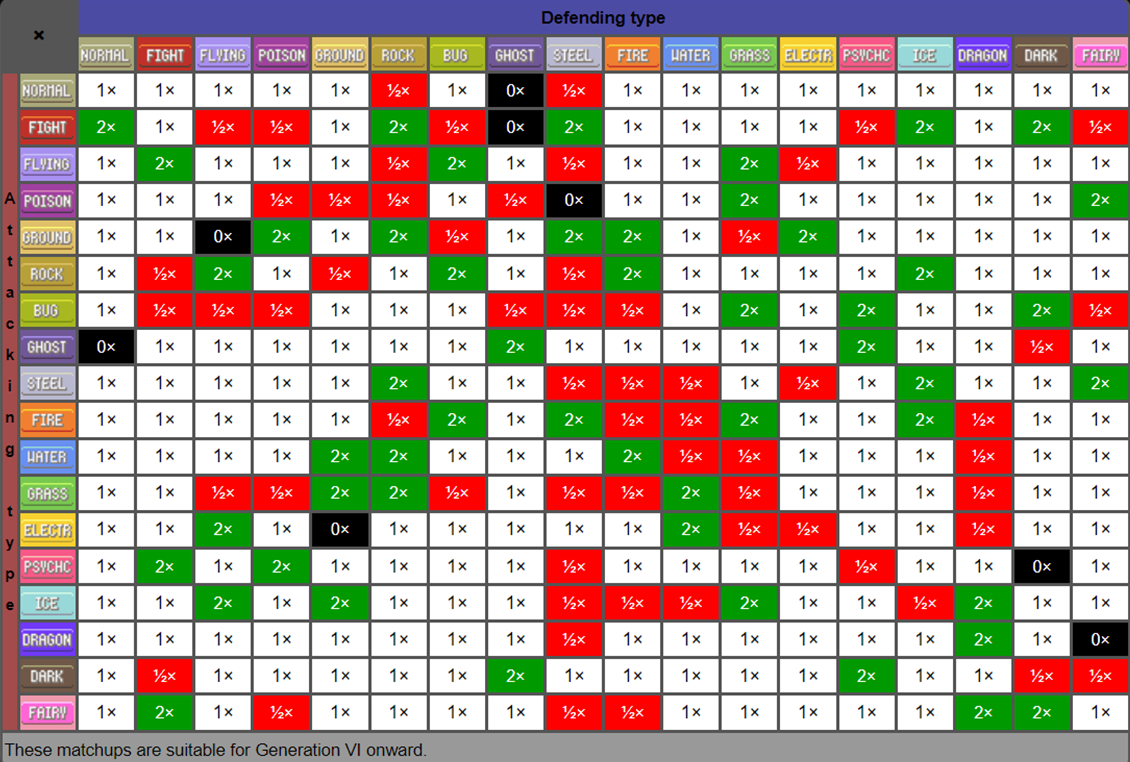 ×
Defending type
NORMAL FIGHT FLYING POISON GROUND ROCK BUG GHOST STEEL FIRE WATER GRASS ELECTR PSYCHC ICE DRAGON DARK FAIRY
Attacking type
NORMAL 1× 1× 1× 1× 1× ½× 1× 0× ½× 1× 1× 1× 1× 1× 1× 1× 1× 1×
FIGHT 2× 1× ½× ½× 1× 2× ½× 0× 2× 1× 1× 1× 1× ½× 2× 1× 2× ½×
FLYING 1× 2× 1× 1× 1× ½× 2× 1× ½× 1× 1× 2× ½× 1× 1× 1× 1× 1×
POISON 1× 1× 1× ½× ½× ½× 1× ½× 0× 1× 1× 2× 1× 1× 1× 1× 1× 2×
GROUND 1× 1× 0× 2× 1× 2× ½× 1× 2× 2× 1× ½× 2× 1× 1× 1× 1× 1×
ROCK 1× ½× 2× 1× ½× 1× 2× 1× ½× 2× 1× 1× 1× 1× 2× 1× 1× 1×
BUG 1× ½× ½× ½× 1× 1× 1× ½× ½× ½× 1× 2× 1× 2× 1× 1× 2× ½×
GHOST 0× 1× 1× 1× 1× 1× 1× 2× 1× 1× 1× 1× 1× 2× 1× 1× ½× 1×
STEEL 1× 1× 1× 1× 1× 2× 1× 1× ½× ½× ½× 1× ½× 1× 2× 1× 1× 2×
FIRE 1× 1× 1× 1× 1× ½× 2× 1× 2× ½× ½× 2× 1× 1× 2× ½× 1× 1×
WATER 1× 1× 1× 1× 2× 2× 1× 1× 1× 2× ½× ½× 1× 1× 1× ½× 1× 1×
GRASS 1× 1× ½× ½× 2× 2× ½× 1× ½× ½× 2× ½× 1× 1× 1× ½× 1× 1×
ELECTR 1× 1× 2× 1× 0× 1× 1× 1× 1× 1× 2× ½× ½× 1× 1× ½× 1× 1×
PSYCHC 1× 2× 1× 2× 1× 1× 1× 1× ½× 1× 1× 1× 1× ½× 1× 1× 0× 1×
ICE 1× 1× 2× 1× 2× 1× 1× 1× ½× ½× ½× 2× 1× 1× ½× 2× 1× 1×
DRAGON 1× 1× 1× 1× 1× 1× 1× 1× ½× 1× 1× 1× 1× 1× 1× 2× 1× 0×
DARK 1× ½× 1× 1× 1× 1× 1× 2× 1× 1× 1× 1× 1× 2× 1× 1× ½× ½×
FAIRY 1× 2× 1× ½× 1× 1× 1× 1× ½× ½× 1× 1× 1× 1× 1× 2× 2× 1×
These matchups are suitable for Generation VI onward.